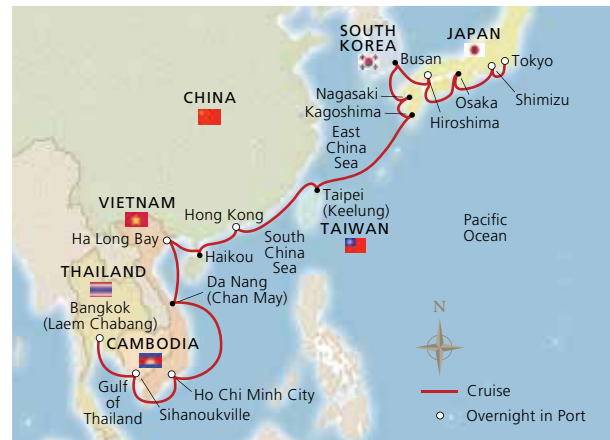 SOUTH
KOREA
JAPAN
Busan
Tokyo
CHINA
Nagasaki
Kagoshima
Osaka
Shimizu
Hiroshima
East
China
Sea
VIETNAM
Hong Kong
Taipei
(Keelung)
TAIWAN
Pacific
Ocean
Ha Long Bay
South
China
Sea
Haikou
THAILAND
Da Nang
(Chan May)
Bangkok
(Laem Chabang)
N
CAMBODIA
Gulf
of
Thailand
Ho Chi Minh City
Sihanoukville
Cruise
Overnight in Port